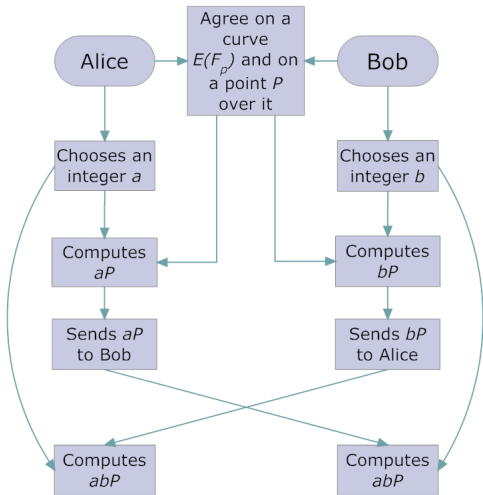 Alice
Agree on a
curve
E(F_p) and on
a point P
over it
Bob
Chooses an
integer a
Chooses an
integer b
Computes
aP
Computes
bP
Sends aP
to Bob
Sends bP
to Alice
Computes
abP
Computes
abP